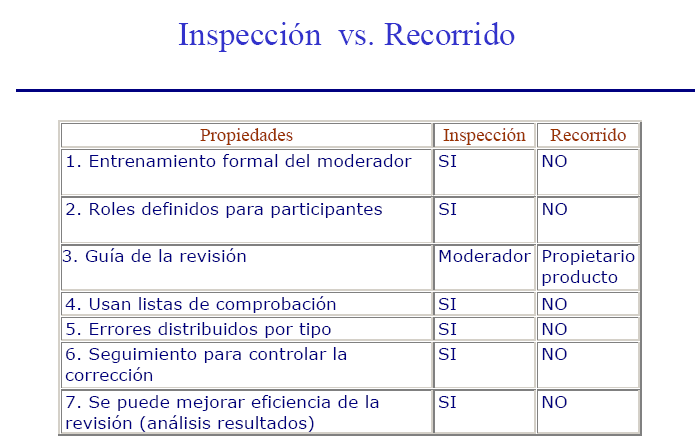 Inspección vs. Recorrido
Propiedades Inspección Recorrido
1. Entrenamiento formal del moderador SI NO
2. Roles definidos para participantes SI NO
3. Guía de la revisión Moderador Propietario
producto
4. Usan listas de comprobación SI NO
5. Errores distribuidos por tipo SI NO
6. Seguimiento para controlar la SI NO
corrección
7. Se puede mejorar eficiencia de la SI NO
revisión (análisis resultados)